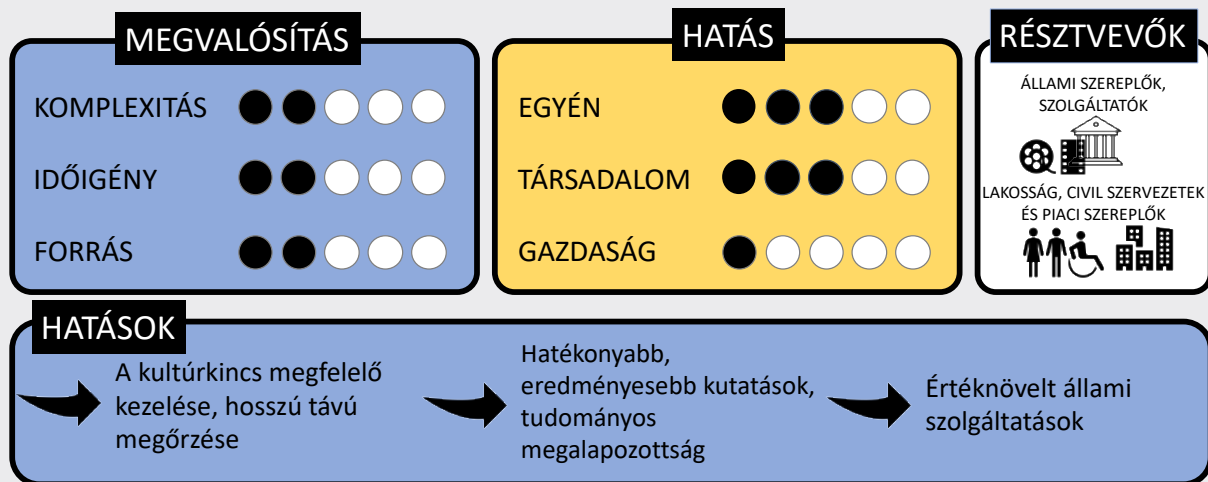 MEGVALÓSÍTÁS
KOMPLEXITÁS
IDŐIGÉNY
FORRÁS
HATÁS
EGYÉN
TÁRSADALOM
GAZDASÁG
RÉSZTVEVŐK
ÁLLAMI SZEREPLŐK,
SZOLGÁLTATÓK
LAKOSSÁG, CIVIL SZERVEZETEK
ÉS PIACI SZEREPLŐK
HATÁSOK
A kultúrkincs megfelelő
kezelése, hosszú távú
megőrzése
Hatékonyabb,
eredményesebb kutatások,
tudományos
megalapozottság
Értéknövelt állami
szolgáltatások